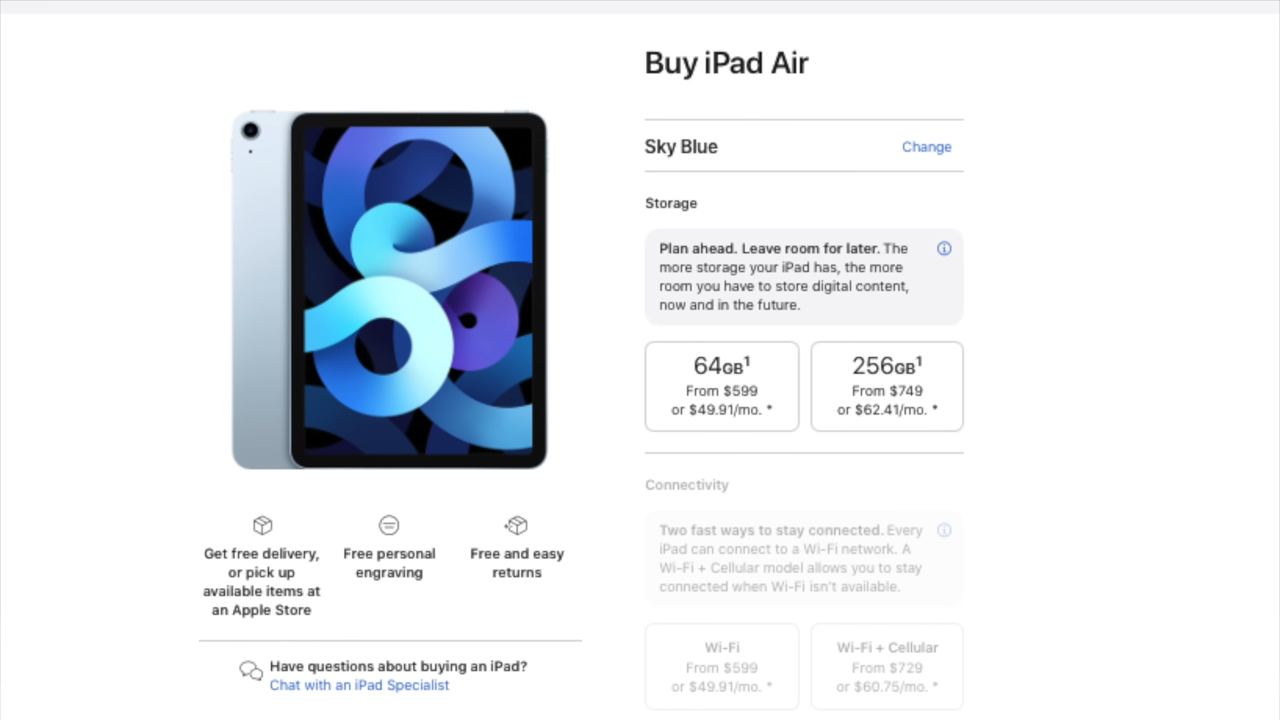 Buy iPad Air
Sky Blue
Change
Storage
Plan ahead. Leave room for later. The
more storage your iPad has, the more
room you have to store digital content,
now and in the future.
64GB¹
From $599
or $49.91/mo. *
256GB¹
From $749
or $62.41/mo. *
Connectivity
Two fast ways to stay connected. Every
iPad can connect to a Wi-Fi network. A
Wi-Fi + Cellular model allows you to stay
connected when Wi-Fi isn't available.
Wi-Fi
From $599
or $49.91/mo. *
Wi-Fi + Cellular
From $729
or $60.75/mo. *
Get free delivery,
or pick up
available items at
an Apple Store
Free personal
engraving
Free and easy
returns
Have questions about buying an iPad?
Chat with an iPad Specialist